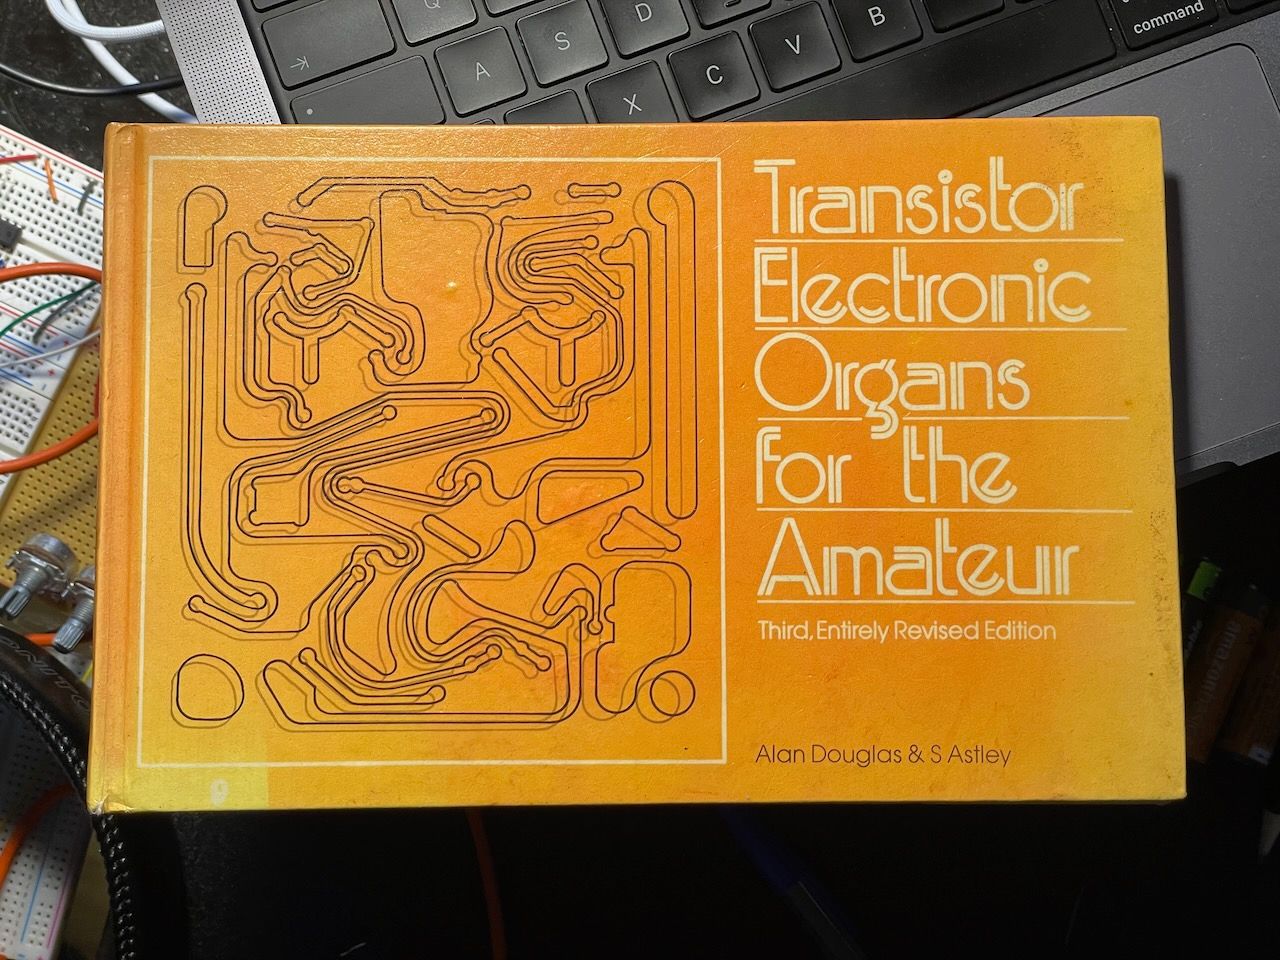 Q
D
B
command
S
V
A
C
X
Transistor
Electronic
Organs
for the
Amateur
Third, Entirely Revised Edition
Alan Douglas & S Astley